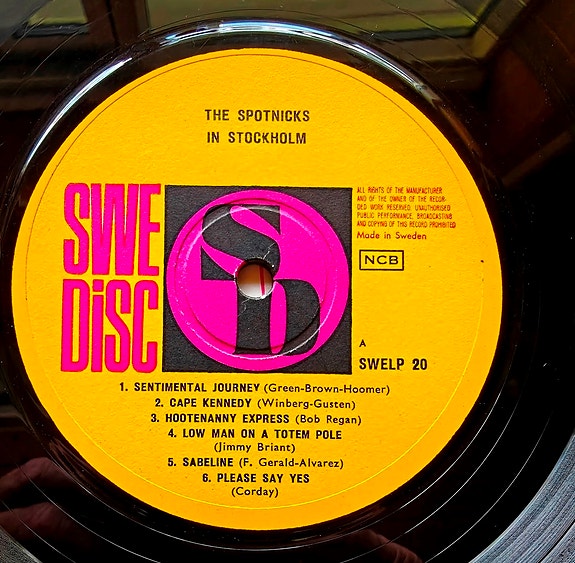 THE SPOTNICKS
IN STOCKHOLM
SWE
DiSC
SD
ALL RIGHTS OF THE MANUFACTURER
AND OF THE OWNER OF THE RECOR-
DED WORK RESERVED. UNAUTHORISED
PUBLIC PERFORMANCE, BROADCASTING
AND COPYING OF THIS RECORD PROHIBITED
Made in Sweden
NCB
A
SWELP 20
1. SENTIMENTAL JOURNEY (Green-Brown-Hoomer)
2. CAPE KENNEDY (Winberg-Gusten)
3. HOOTENANNY EXPRESS (Bob Regan)
4. LOW MAN ON A TOTEM POLE
(Jimmy Briant)
5. SABELINE (F. Gerald-Alvarez)
6. PLEASE SAY YES
(Corday)